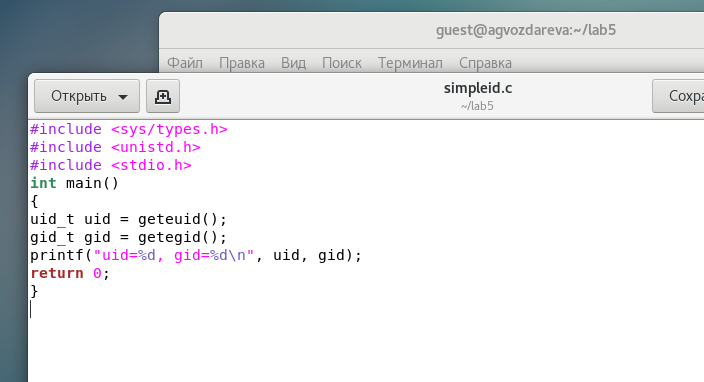 guest@agvozdareva:~/lab5
Файл Правка Вид Поиск Терминал Справка
Открыть
simpleid.c
~/lab5
#include <sys/types.h>
#include <unistd.h>
#include <stdio.h>
int main()
{
uid_t uid = geteuid();
gid_t gid = getegid();
printf("uid=%d, gid=%d\n", uid, gid);
return 0;
}